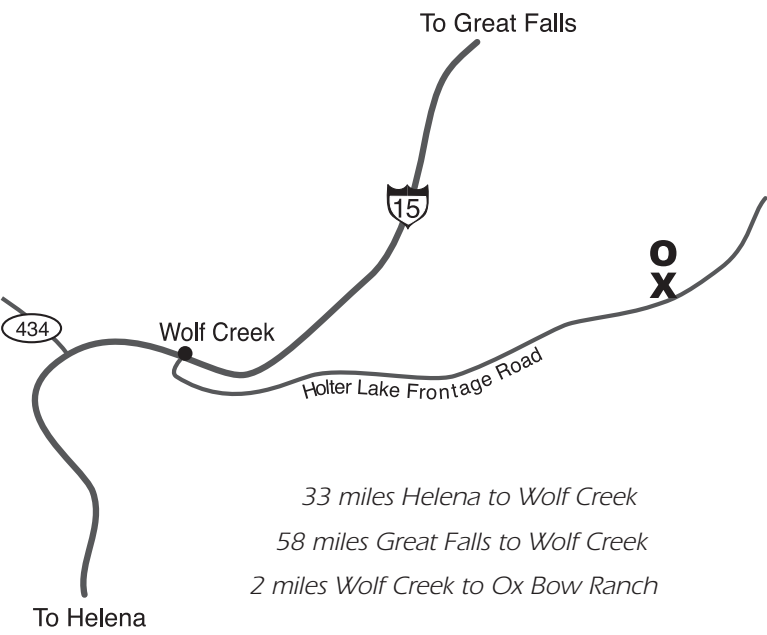 To Great Falls
15
O
X
434
Wolf Creek
Holter Lake Frontage Road
33 miles Helena to Wolf Creek
58 miles Great Falls to Wolf Creek
2 miles Wolf Creek to Ox Bow Ranch
To Helena